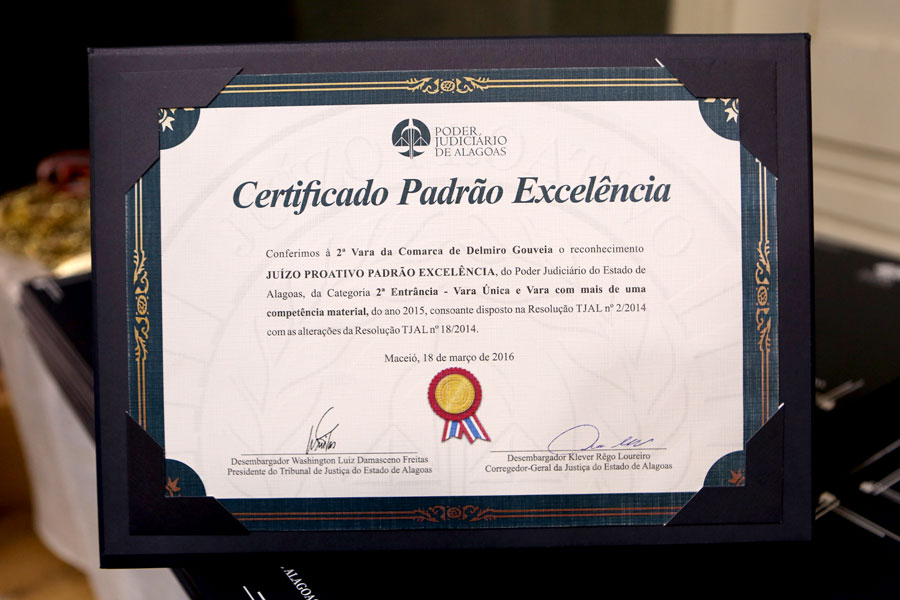 PODER
JUDICIÁRIO
DE ALAGOAS
Certificado Padrão Excelência
Conferimos à 2ª Vara da Comarca de Delmiro Gouveia o reconhecimento
JUÍZO PROATIVO PADRÃO EXCELÊNCIA, do Poder Judiciário do Estado de
Alagoas, da Categoria 2ª Entrância - Vara Única e Vara com mais de uma
competência material, do ano 2015, consoante disposto na Resolução TJAL nº 2/2014
com as alterações da Resolução TJAL nº 18/2014.
Maceió, 18 de março de 2016
Desembargador Washington Luiz Damasceno Freitas
Presidente do Tribunal de Justiça do Estado de Alagoas
Desembargador Klever Rêgo Loureiro
Corregedor-Geral da Justiça do Estado de Alagoas
ALAGOAS